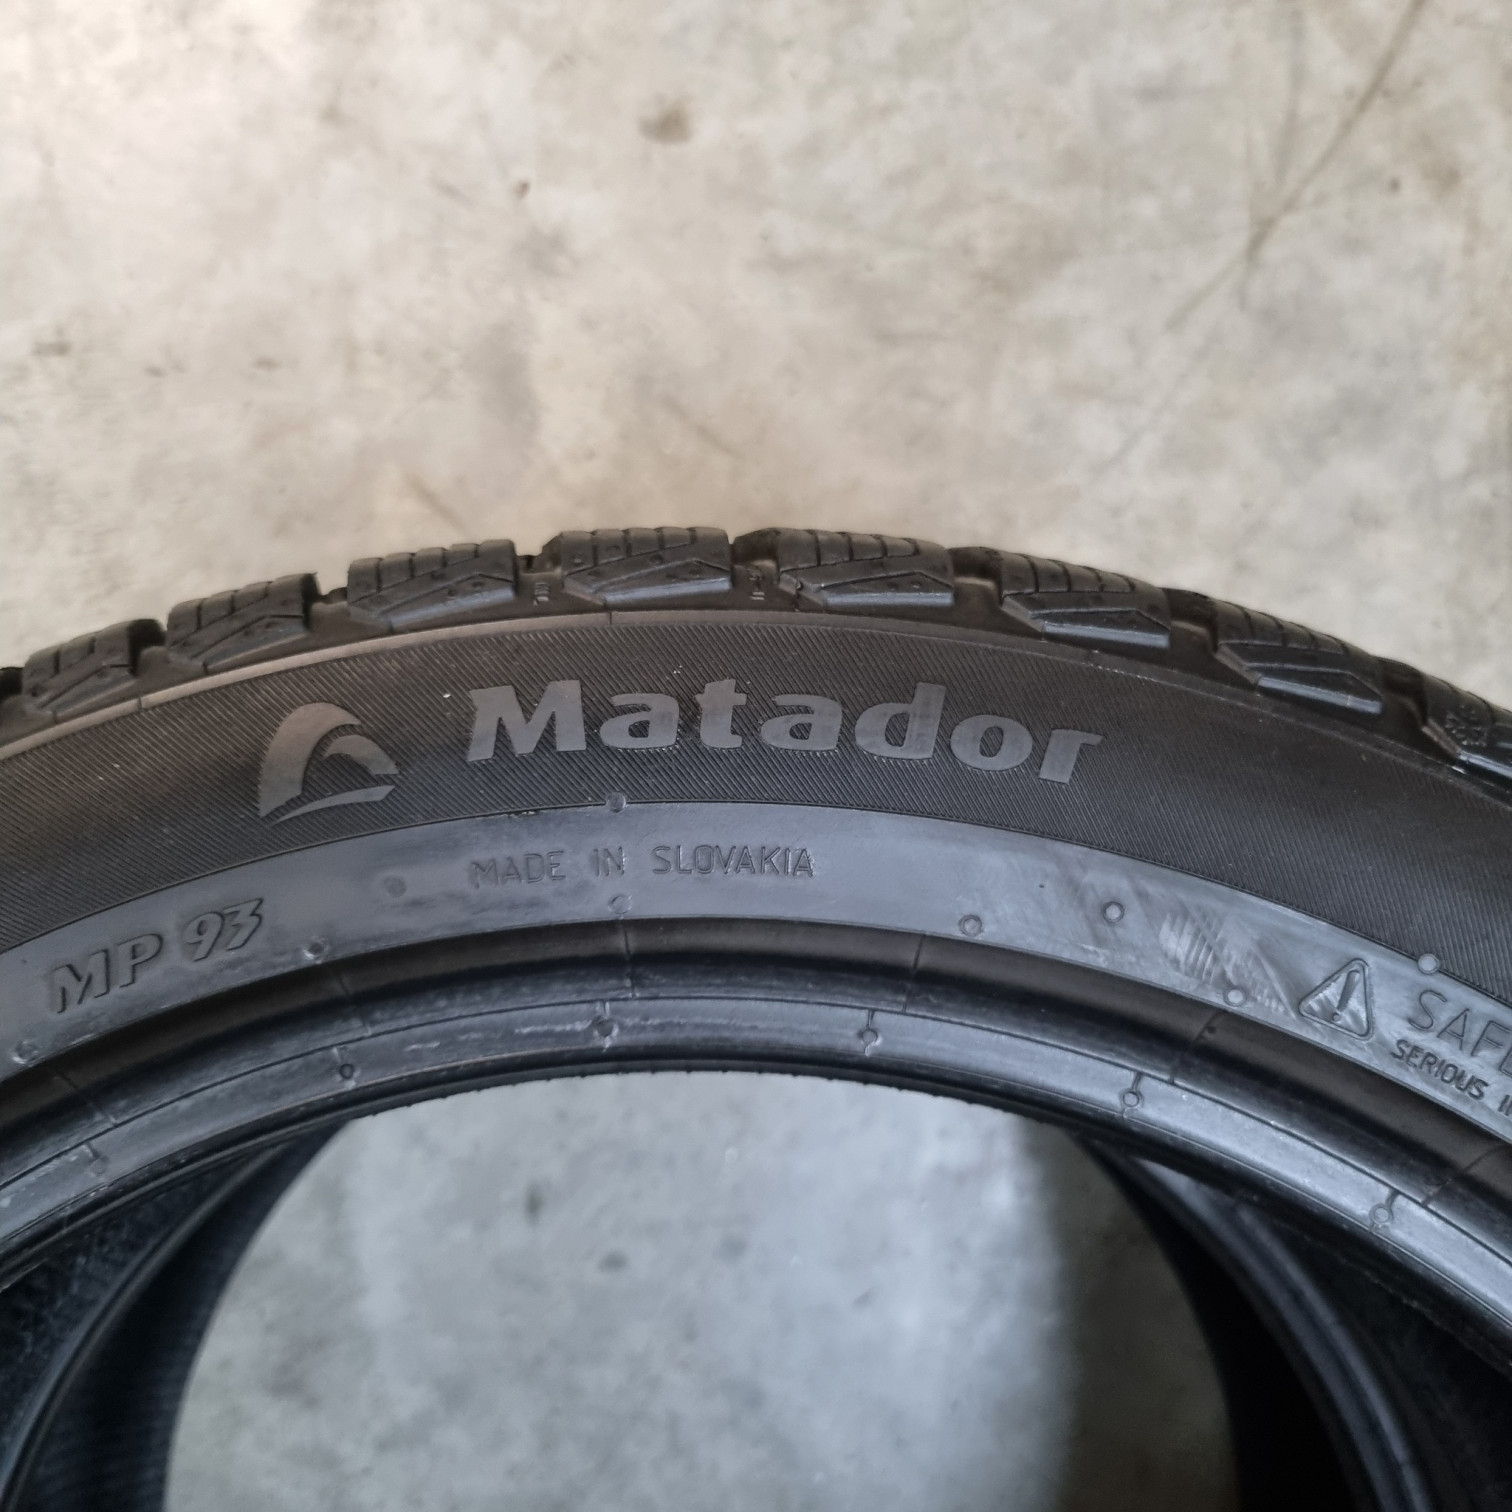 Matador
MADE IN SLOVAKIA
MP 93
SAFE
SERIOUS